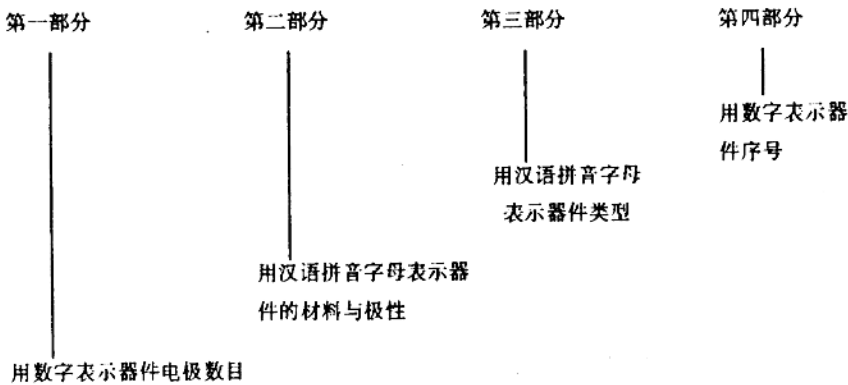 第一部分
第二部分
第三部分
第四部分
用数字表示器
件序号
用汉语拼音字母
表示器件类型
用汉语拼音字母表示器
件的材料与极性
用数字表示器件电极数目